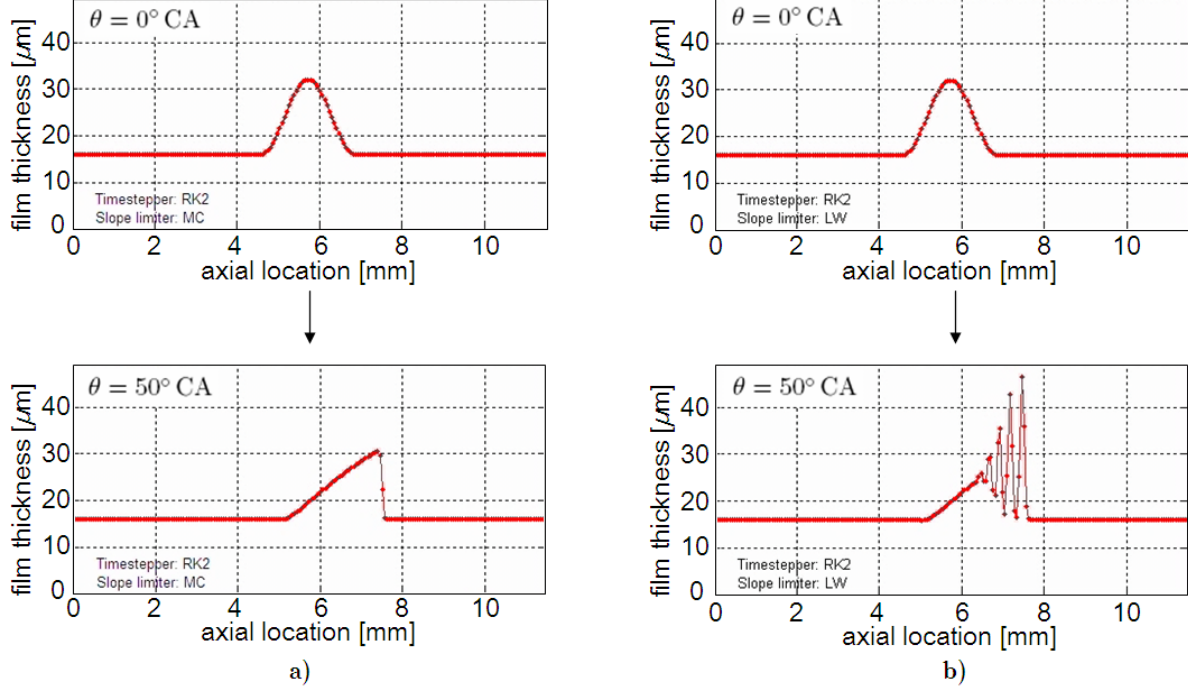 film thickness [μm]
40
30
20
10
0
θ = 0° CA
Timestepper: RK2
Slope limiter: MC
0 2 4 6 8 10
axial location [mm]
film thickness [μm]
40
30
20
10
0
θ = 0° CA
Timestepper: RK2
Slope limiter: LW
0 2 4 6 8 10
axial location [mm]
film thickness [μm]
40
30
20
10
0
θ = 50° CA
Timestepper: RK2
Slope limiter: MC
0 2 4 6 8 10
axial location [mm]
a)
film thickness [μm]
40
30
20
10
0
θ = 50° CA
Timestepper: RK2
Slope limiter: LW
0 2 4 6 8 10
axial location [mm]
b)